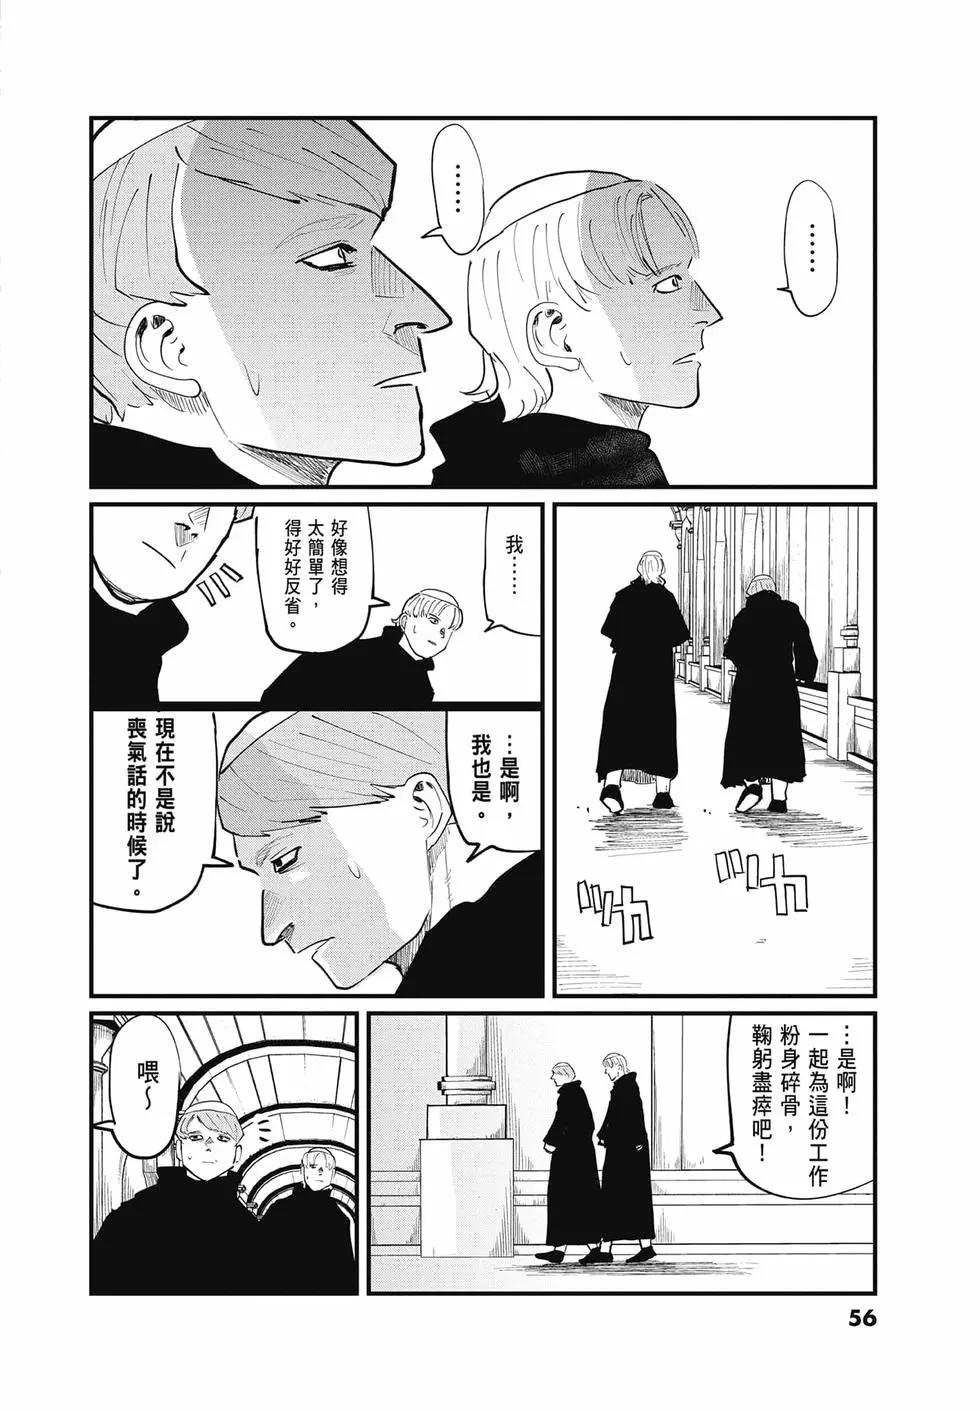 ……
……
ツカ
ツカ
我……
好像想得
太簡單了，
得好好反省。
…是啊，
我也是。
現在不是說
喪氣話的時候了。
…是啊！
一起為這份工作
粉身碎骨，
鞠躬盡瘁吧！
喂～
56